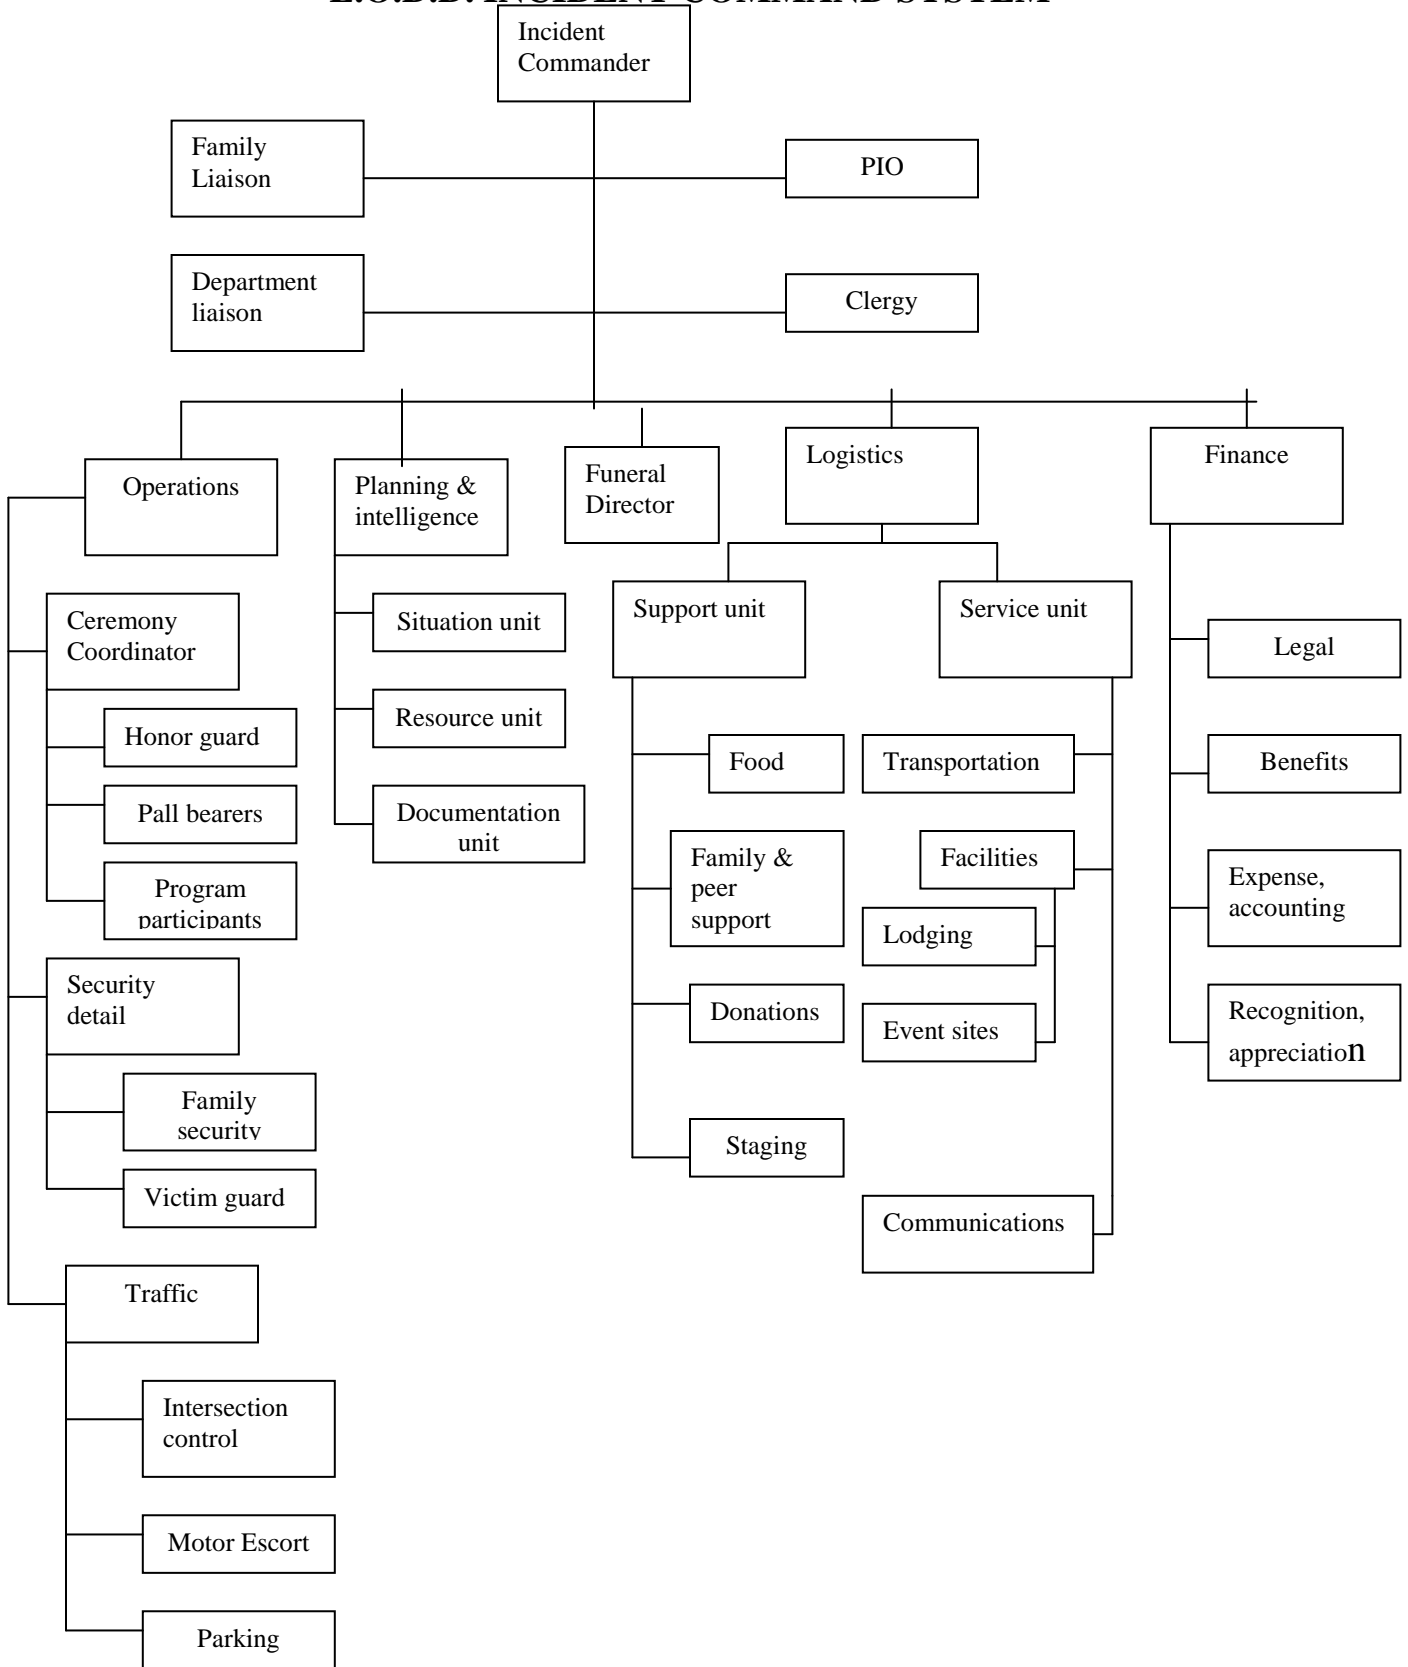 L.O.D.D. INCIDENT COMMAND SYSTEM
Incident
Commander
Family
Liaison
PIO
Department
liaison
Clergy
Operations
Planning &
intelligence
Funeral
Director
Logistics
Finance
Ceremony
Coordinator
Honor guard
Pall bearers
Program
participants
Security
detail
Family
security
Victim guard
Traffic
Intersection
control
Motor Escort
Parking
Situation unit
Resource unit
Documentation
unit
Support unit
Food
Family &
peer
support
Donations
Staging
Service unit
Transportation
Facilities
Lodging
Event sites
Communications
Legal
Benefits
Expense,
accounting
Recognition,
appreciation